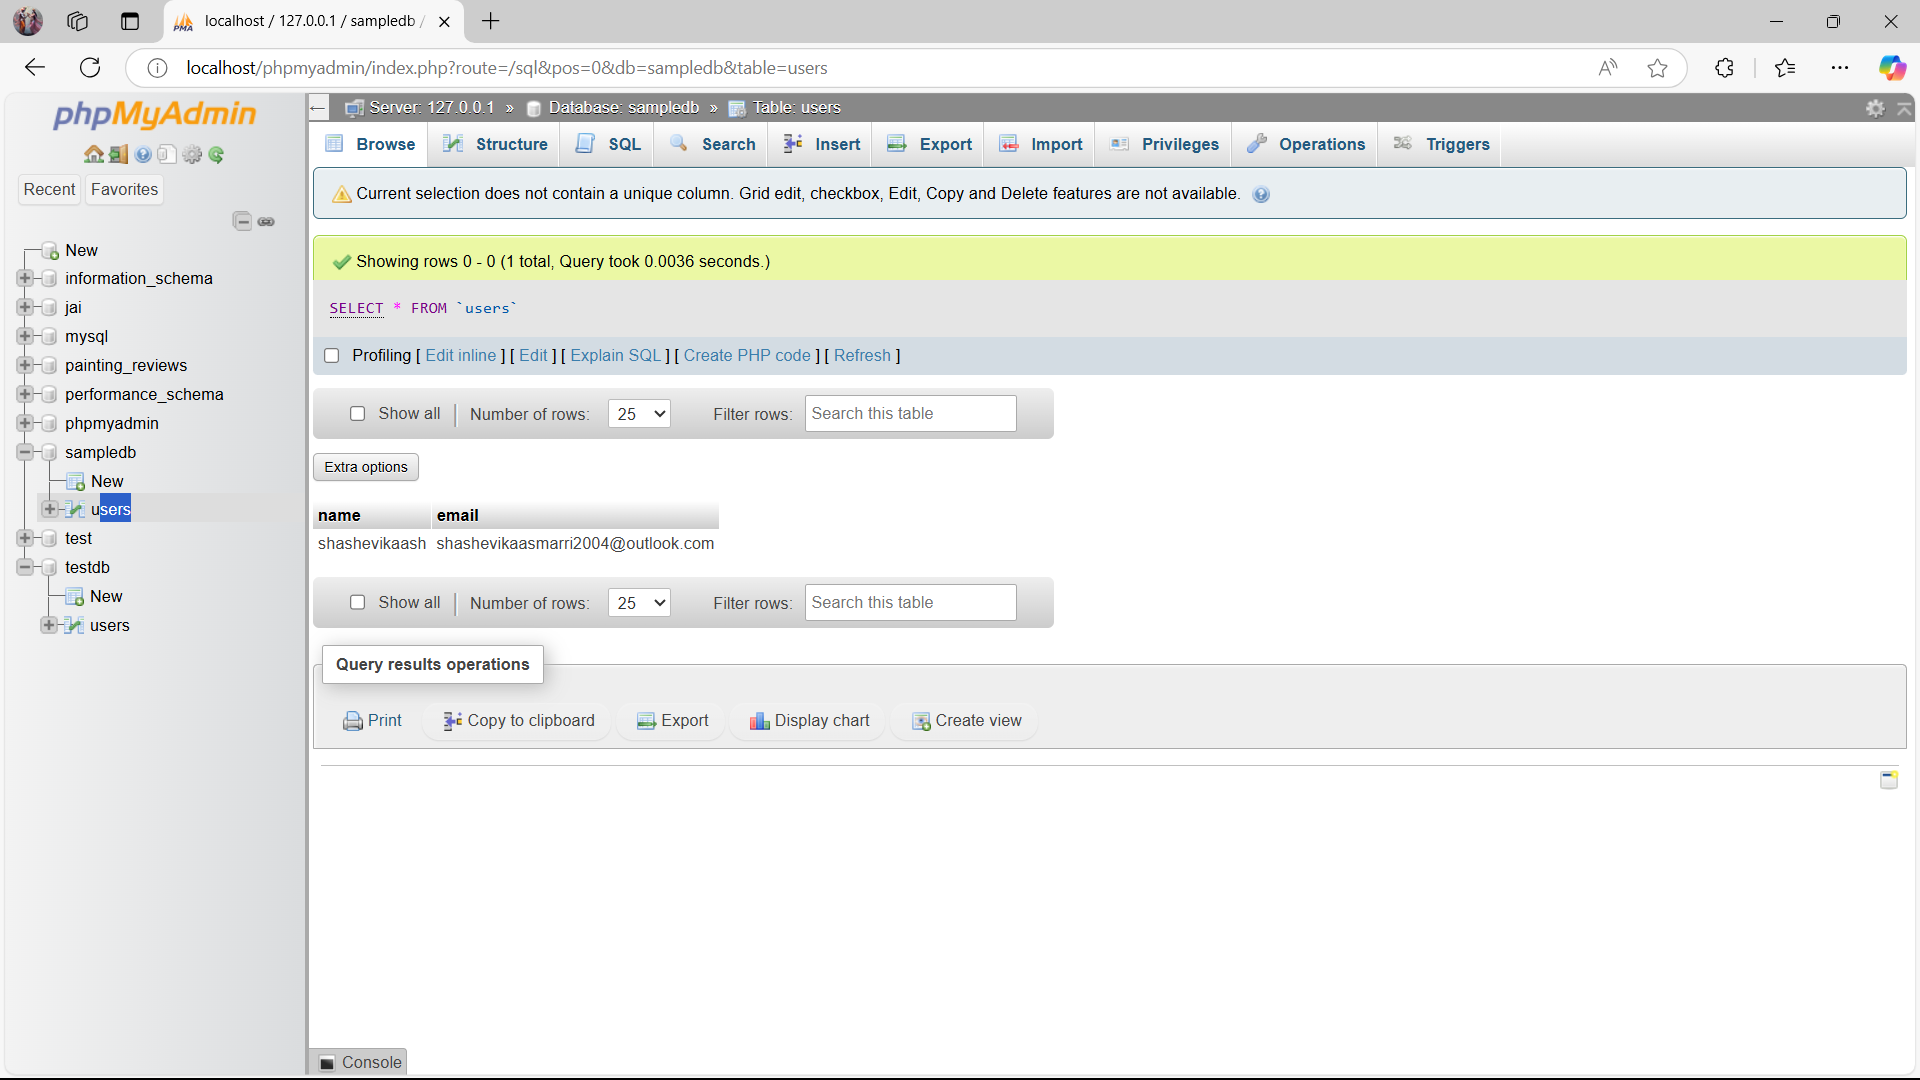 localhost / 127.0.0.1 / sampledb /
localhost/phpmyadmin/index.php?route=/sql&pos=0&db=sampledb&table=users
phpMyAdmin
Recent Favorites
New
information_schema
jai
mysql
painting_reviews
performance_schema
phpmyadmin
sampledb
New
users
test
testdb
New
users
Server: 127.0.0.1 » Database: sampledb » Table: users
Browse Structure SQL Search Insert Export Import Privileges Operations Triggers
Current selection does not contain a unique column. Grid edit, checkbox, Edit, Copy and Delete features are not available.
Showing rows 0 - 0 (1 total, Query took 0.0036 seconds.)
SELECT * FROM `users`
Profiling [ Edit inline ] [ Edit ] [ Explain SQL ] [ Create PHP code ] [ Refresh ]
Show all Number of rows: 25 Filter rows: Search this table
Extra options
name email
shashevikaash shashevikaasmarri2004@outlook.com
Show all Number of rows: 25 Filter rows: Search this table
Query results operations
Print Copy to clipboard Export Display chart Create view
Console